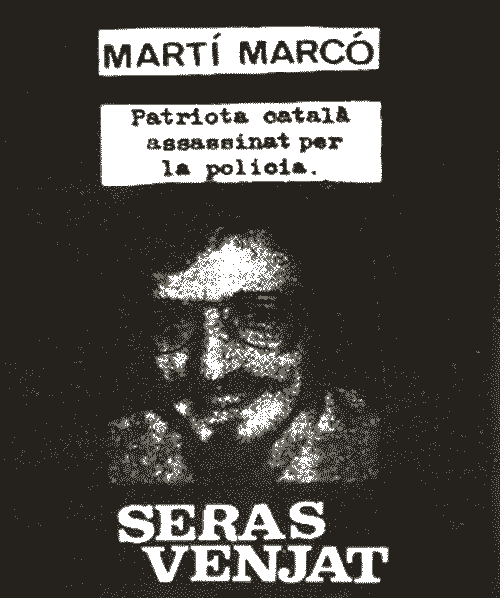 MARTÍ MARCÓ
Patriota català
assassinat per
la policia.
SERAS
VENJAT